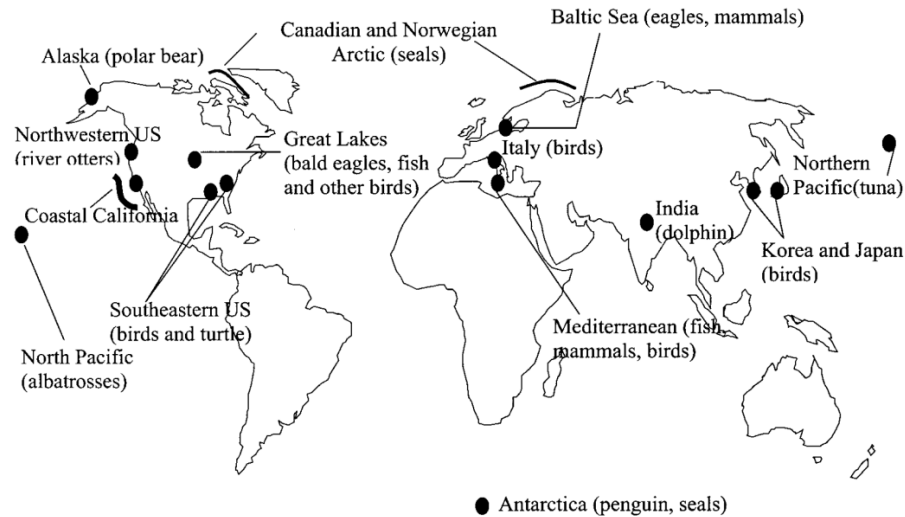 Baltic Sea (eagles, mammals)
Canadian and Norwegian
Arctic (seals)
Alaska (polar bear)
Northwestern US
(river otters)
Great Lakes
(bald eagles, fish
and other birds)
Italy (birds)
Northern
Pacific(tuna)
Coastal California
India
(dolphin)
Korea and Japan
(birds)
Southeastern US
(birds and turtle)
Mediterranean (fish,
mammals, birds)
North Pacific
(albatrosses)
Antarctica (penguin, seals)